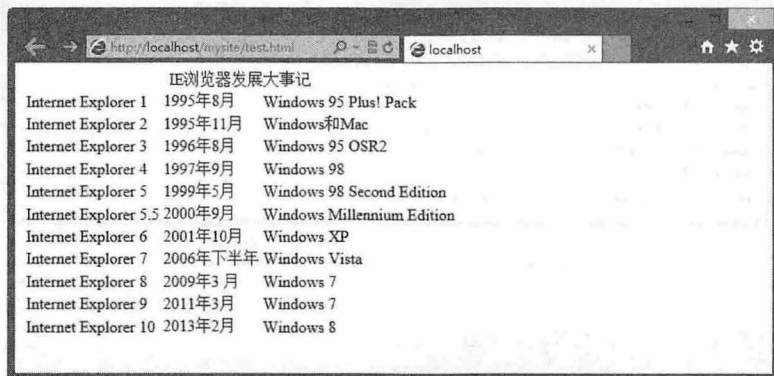 http://localhost/mysite/test.html
localhost
IE浏览器发展大事记
Internet Explorer 1 1995年8月 Windows 95 Plus! Pack
Internet Explorer 2 1995年11月 Windows和Mac
Internet Explorer 3 1996年8月 Windows 95 OSR2
Internet Explorer 4 1997年9月 Windows 98
Internet Explorer 5 1999年5月 Windows 98 Second Edition
Internet Explorer 5.5 2000年9月 Windows Millennium Edition
Internet Explorer 6 2001年10月 Windows XP
Internet Explorer 7 2006年下半年 Windows Vista
Internet Explorer 8 2009年3 月 Windows 7
Internet Explorer 9 2011年3月 Windows 7
Internet Explorer 10 2013年2月 Windows 8